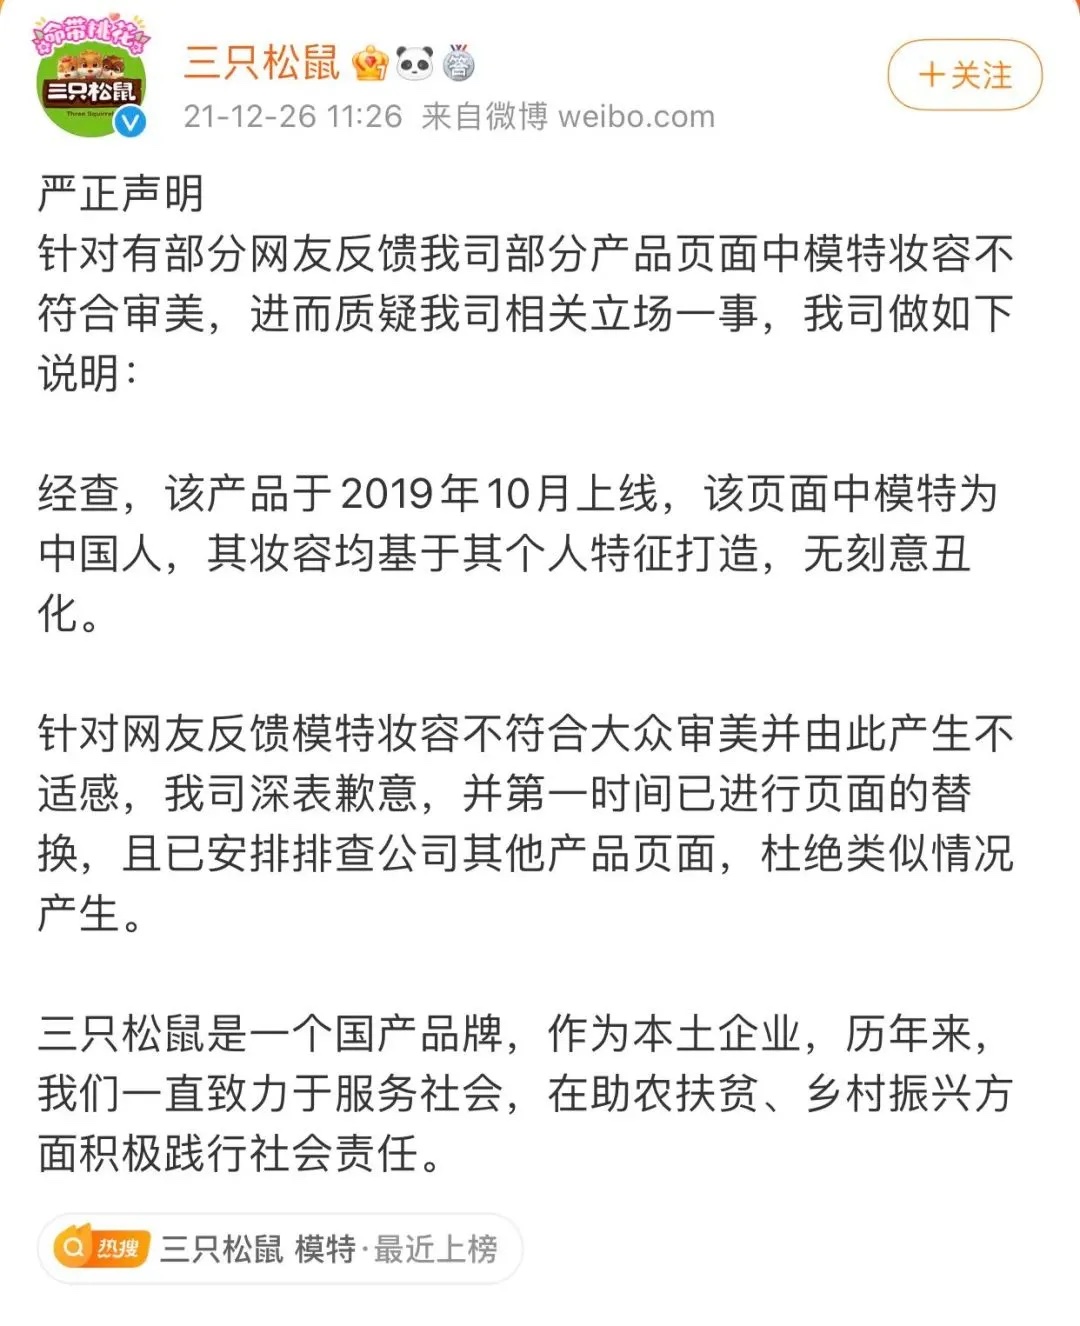 命带桃花
三只松鼠
Three Squirrels
三只松鼠 答
21-12-26 11:26 来自微博 weibo.com
+关注
严正声明
针对有部分网友反馈我司部分产品页面中模特妆容不
符合审美，进而质疑我司相关立场一事，我司做如下
说明：
经查，该产品于2019年10月上线，该页面中模特为
中国人，其妆容均基于其个人特征打造，无刻意丑
化。
针对网友反馈模特妆容不符合大众审美并由此产生不
适感，我司深表歉意，并第一时间已进行页面的替
换，且已安排排查公司其他产品页面，杜绝类似情况
产生。
三只松鼠是一个国产品牌，作为本土企业，历年来，
我们一直致力于服务社会，在助农扶贫、乡村振兴方
面积极践行社会责任。
热搜 三只松鼠 模特·最近上榜